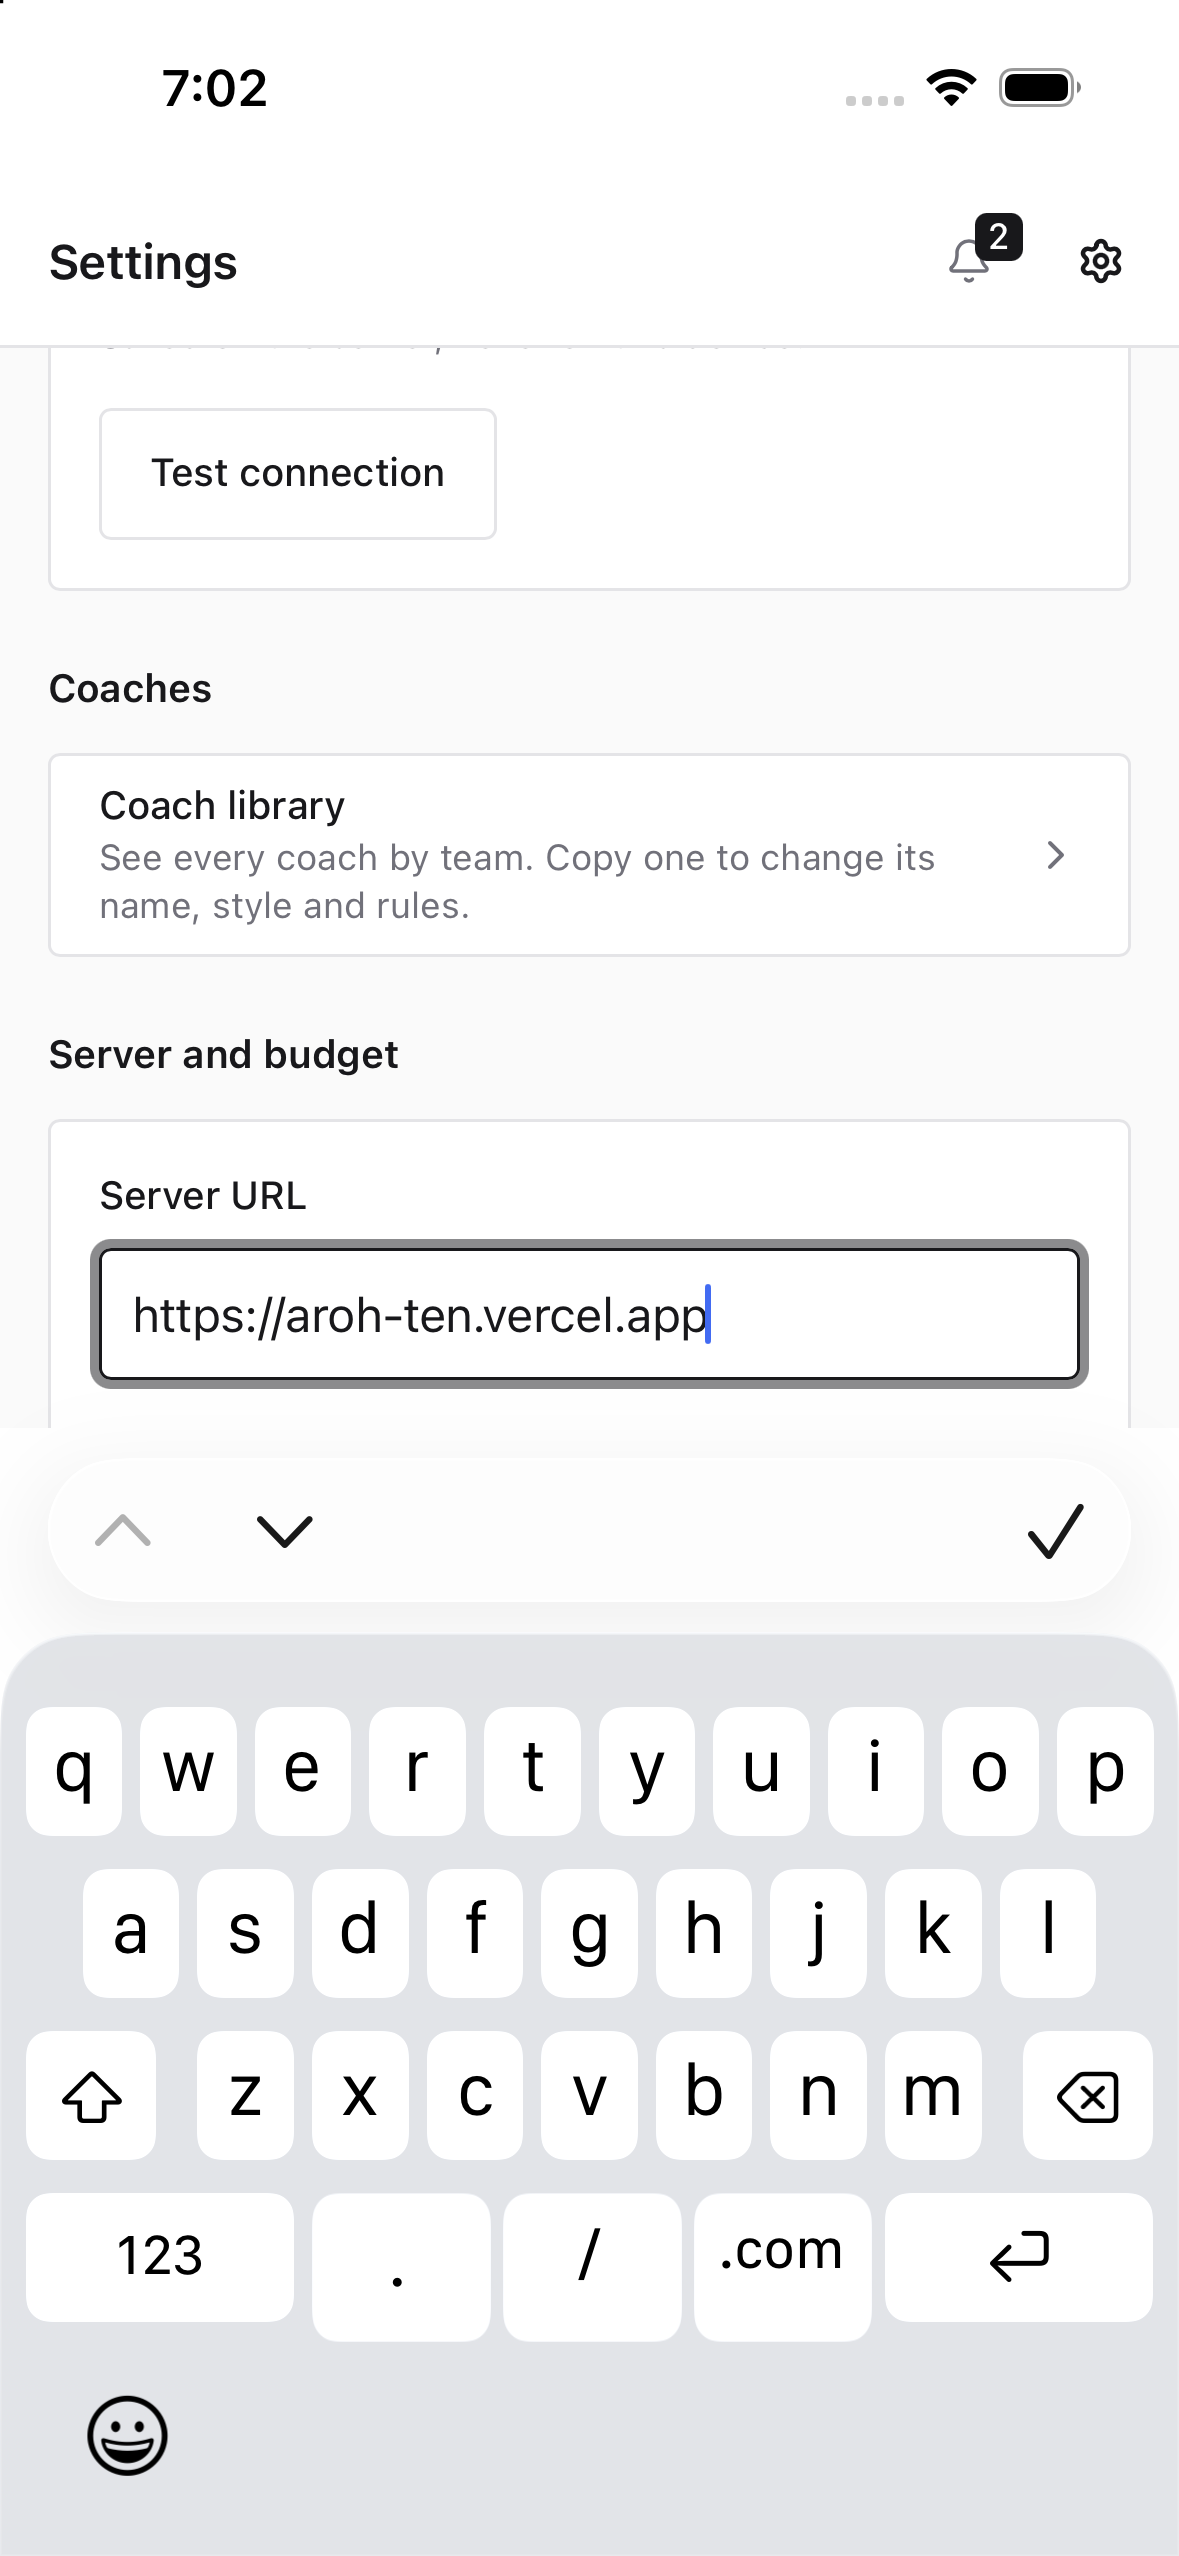 7:02
Settings
2
Test connection
Coaches
Coach library
See every coach by team. Copy one to change its
name, style and rules.
Server and budget
Server URL
https://aroh-ten.vercel.app
q w e r t y u i o p
a s d f g h j k l
z x c v b n m
123 . / .com